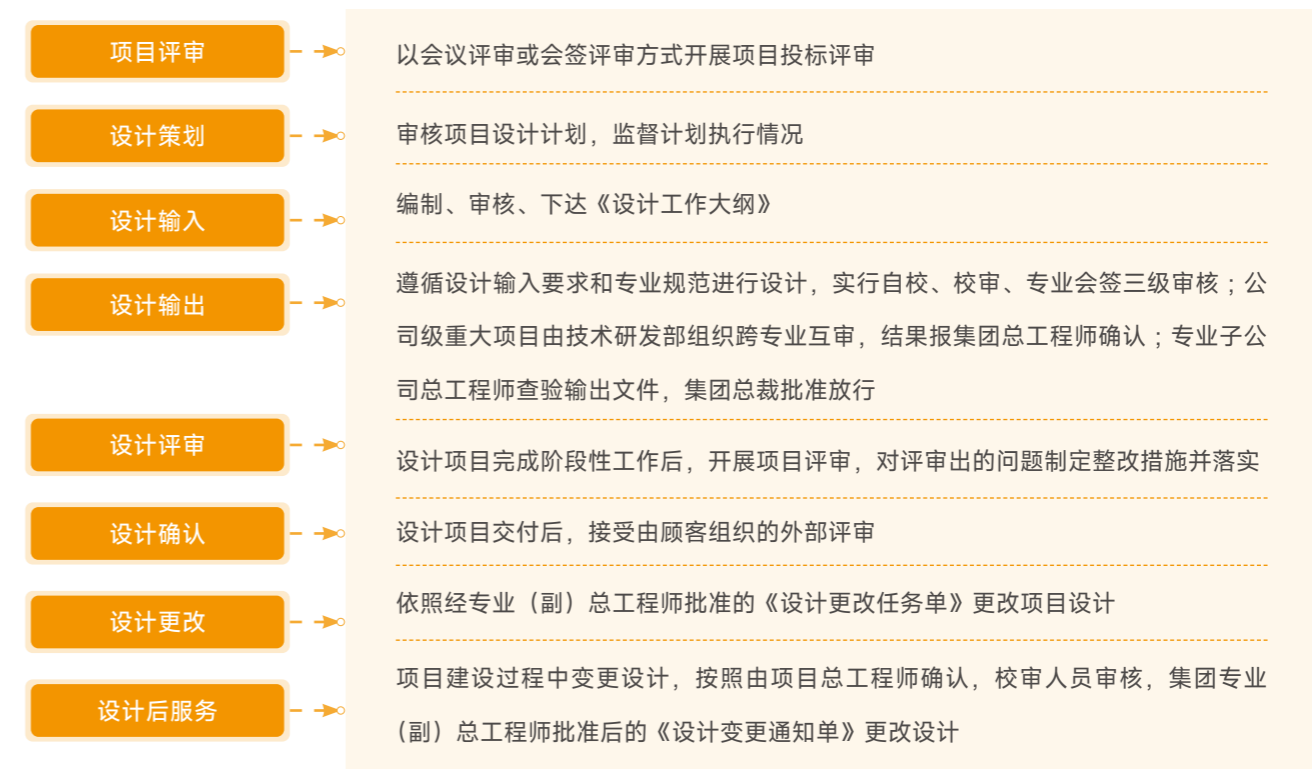 项目评审
以会议评审或会签评审方式开展项目投标评审
设计策划
审核项目设计计划，监督计划执行情况
设计输入
编制、审核、下达《设计工作大纲》
设计输出
遵循设计输入要求和专业规范进行设计，实行自校、校审、专业会签三级审核；公
司级重大项目由技术研发部组织跨专业互审，结果报集团总工程师确认；专业子公
司总工程师查验输出文件，集团总裁批准放行
设计评审
设计项目完成阶段性工作后，开展项目评审，对评审出的问题制定整改措施并落实
设计确认
设计项目交付后，接受由顾客组织的外部评审
设计更改
依照经专业（副）总工程师批准的《设计更改任务单》更改项目设计
设计后服务
项目建设过程中变更设计，按照由项目总工程师确认，校审人员审核，集团专业
（副）总工程师批准后的《设计变更通知单》更改设计